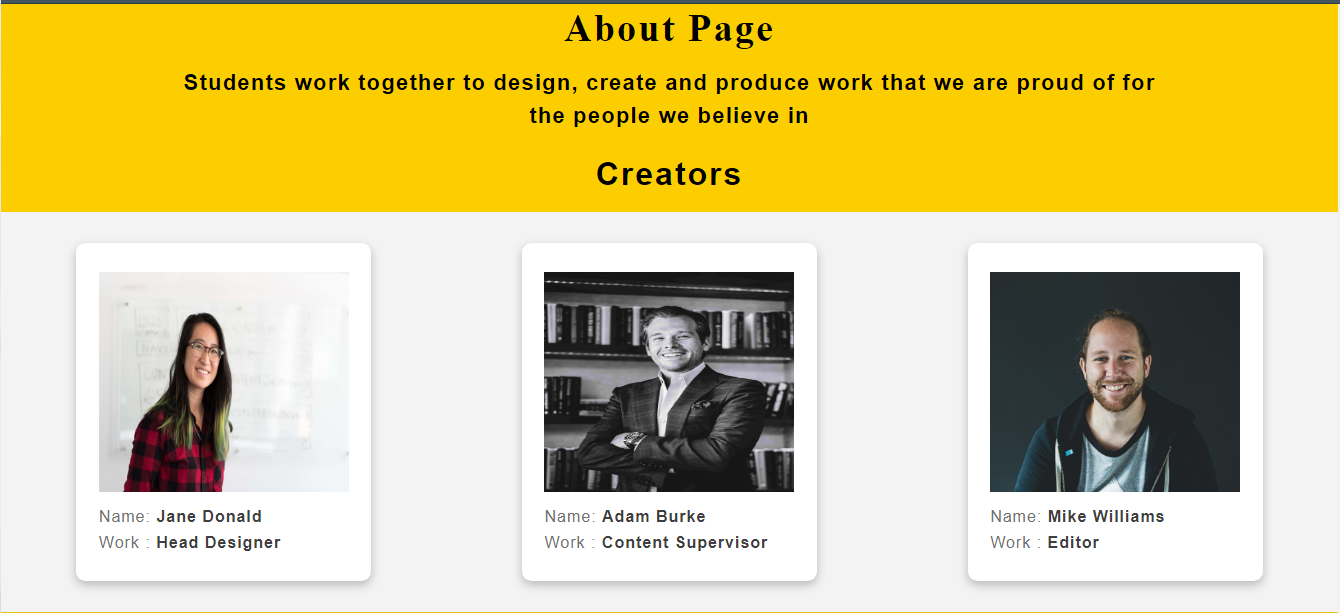 About Page
Students work together to design, create and produce work that we are proud of for
the people we believe in
Creators
Name: Jane Donald
Work : Head Designer
Name: Adam Burke
Work : Content Supervisor
Name: Mike Williams
Work : Editor